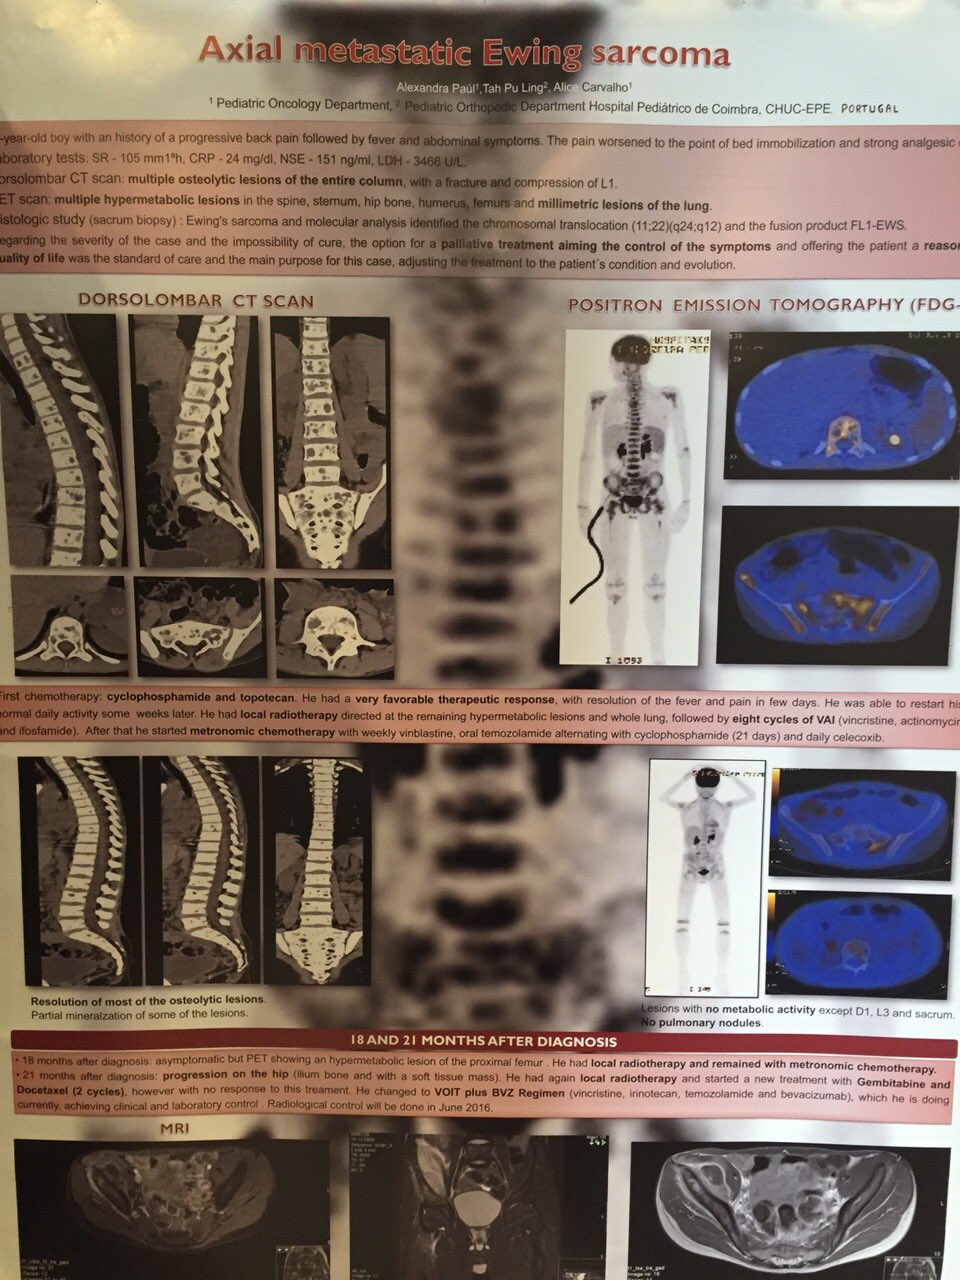 Axial metastatic Ewing sarcoma
Alexandra Paúl¹,Tah Pu Ling², Alice Carvalho¹
¹ Pediatric Oncology Department, ² Pediatric Orthopedic Department Hospital Pediátrico de Coimbra, CHUC-EPE. PORTUGAL
-year-old boy with an history of a progressive back pain followed by fever and abdominal symptoms. The pain worsened to the point of bed immobilization and strong analgesic
aboratory tests: SR - 105 mm1ªh, CRP - 24 mg/dl, NSE - 151 ng/ml, LDH - 3466 U/L.
orsolombar CT scan: multiple osteolytic lesions of the entire column, with a fracture and compression of L1.
ET scan: multiple hypermetabolic lesions in the spine, sternum, hip bone, humerus, femurs and millimetric lesions of the lung.
istologic study (sacrum biopsy) : Ewing's sarcoma and molecular analysis identified the chromosomal translocation (11;22)(q24;q12) and the fusion product FL1-EWS.
egarding the severity of the case and the impossibility of cure, the option for a palliative treatment aiming the control of the symptoms and offering the patient a reaso
uality of life was the standard of care and the main purpose for this case, adjusting the treatment to the patient´s condition and evolution.
DORSOLOMBAR CT SCAN
POSITRON EMISSION TOMOGRAPHY (FDG-
I 1093
First chemotherapy: cyclophosphamide and topotecan. He had a very favorable therapeutic response, with resolution of the fever and pain in few days. He was able to restart his
normal daily activity some weeks later. He had local radiotherapy directed at the remaining hypermetabolic lesions and whole lung, followed by eight cycles of VAI (vincristine, actinomycin
and ifosfamide). After that he started metronomic chemotherapy with weekly vinblastine, oral temozolamide alternating with cyclophosphamide (21 days) and daily celecoxib.
Resolution of most of the osteolytic lesions.
Partial mineralzation of some of the lesions.
Lesions with no metabolic activity except D1, L3 and sacrum.
No pulmonary nodules.
18 AND 21 MONTHS AFTER DIAGNOSIS
• 18 months after diagnosis: asymptomatic but PET showing an hypermetabolic lesion of the proximal femur . He had local radiotherapy and remained with metronomic chemotherapy.
• 21 months after diagnosis: progression on the hip (ilium bone and with a soft tissue mass). He had again local radiotherapy and started a new treatment with Gembitabine and
Docetaxel (2 cycles), however with no response to this treament. He changed to VOIT plus BVZ Regimen (vincristine, irinotecan, temozolamide and bevacizumab), which he is doing
currently, achieving clinical and laboratory control . Radiological control will be done in June 2016.
MRI